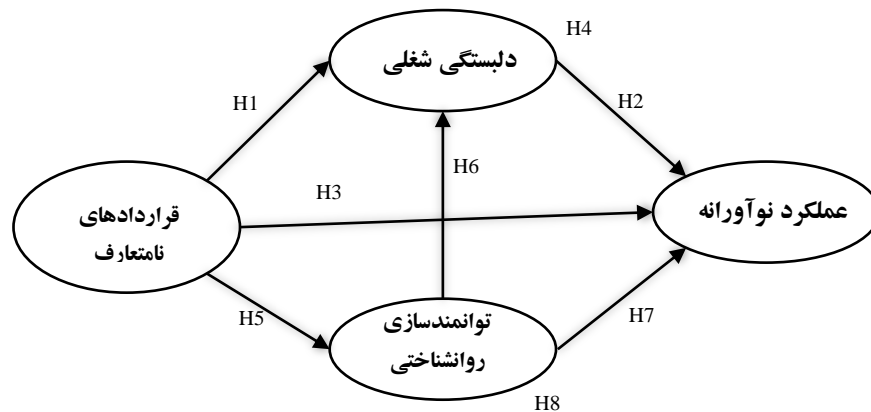 H4
دلبستگی شغلی
H1
H2
H6
H3
قراردادهای
نامتعارف
عملکرد نوآورانه
H5
توانمندسازی
روانشناختی
H7
H8